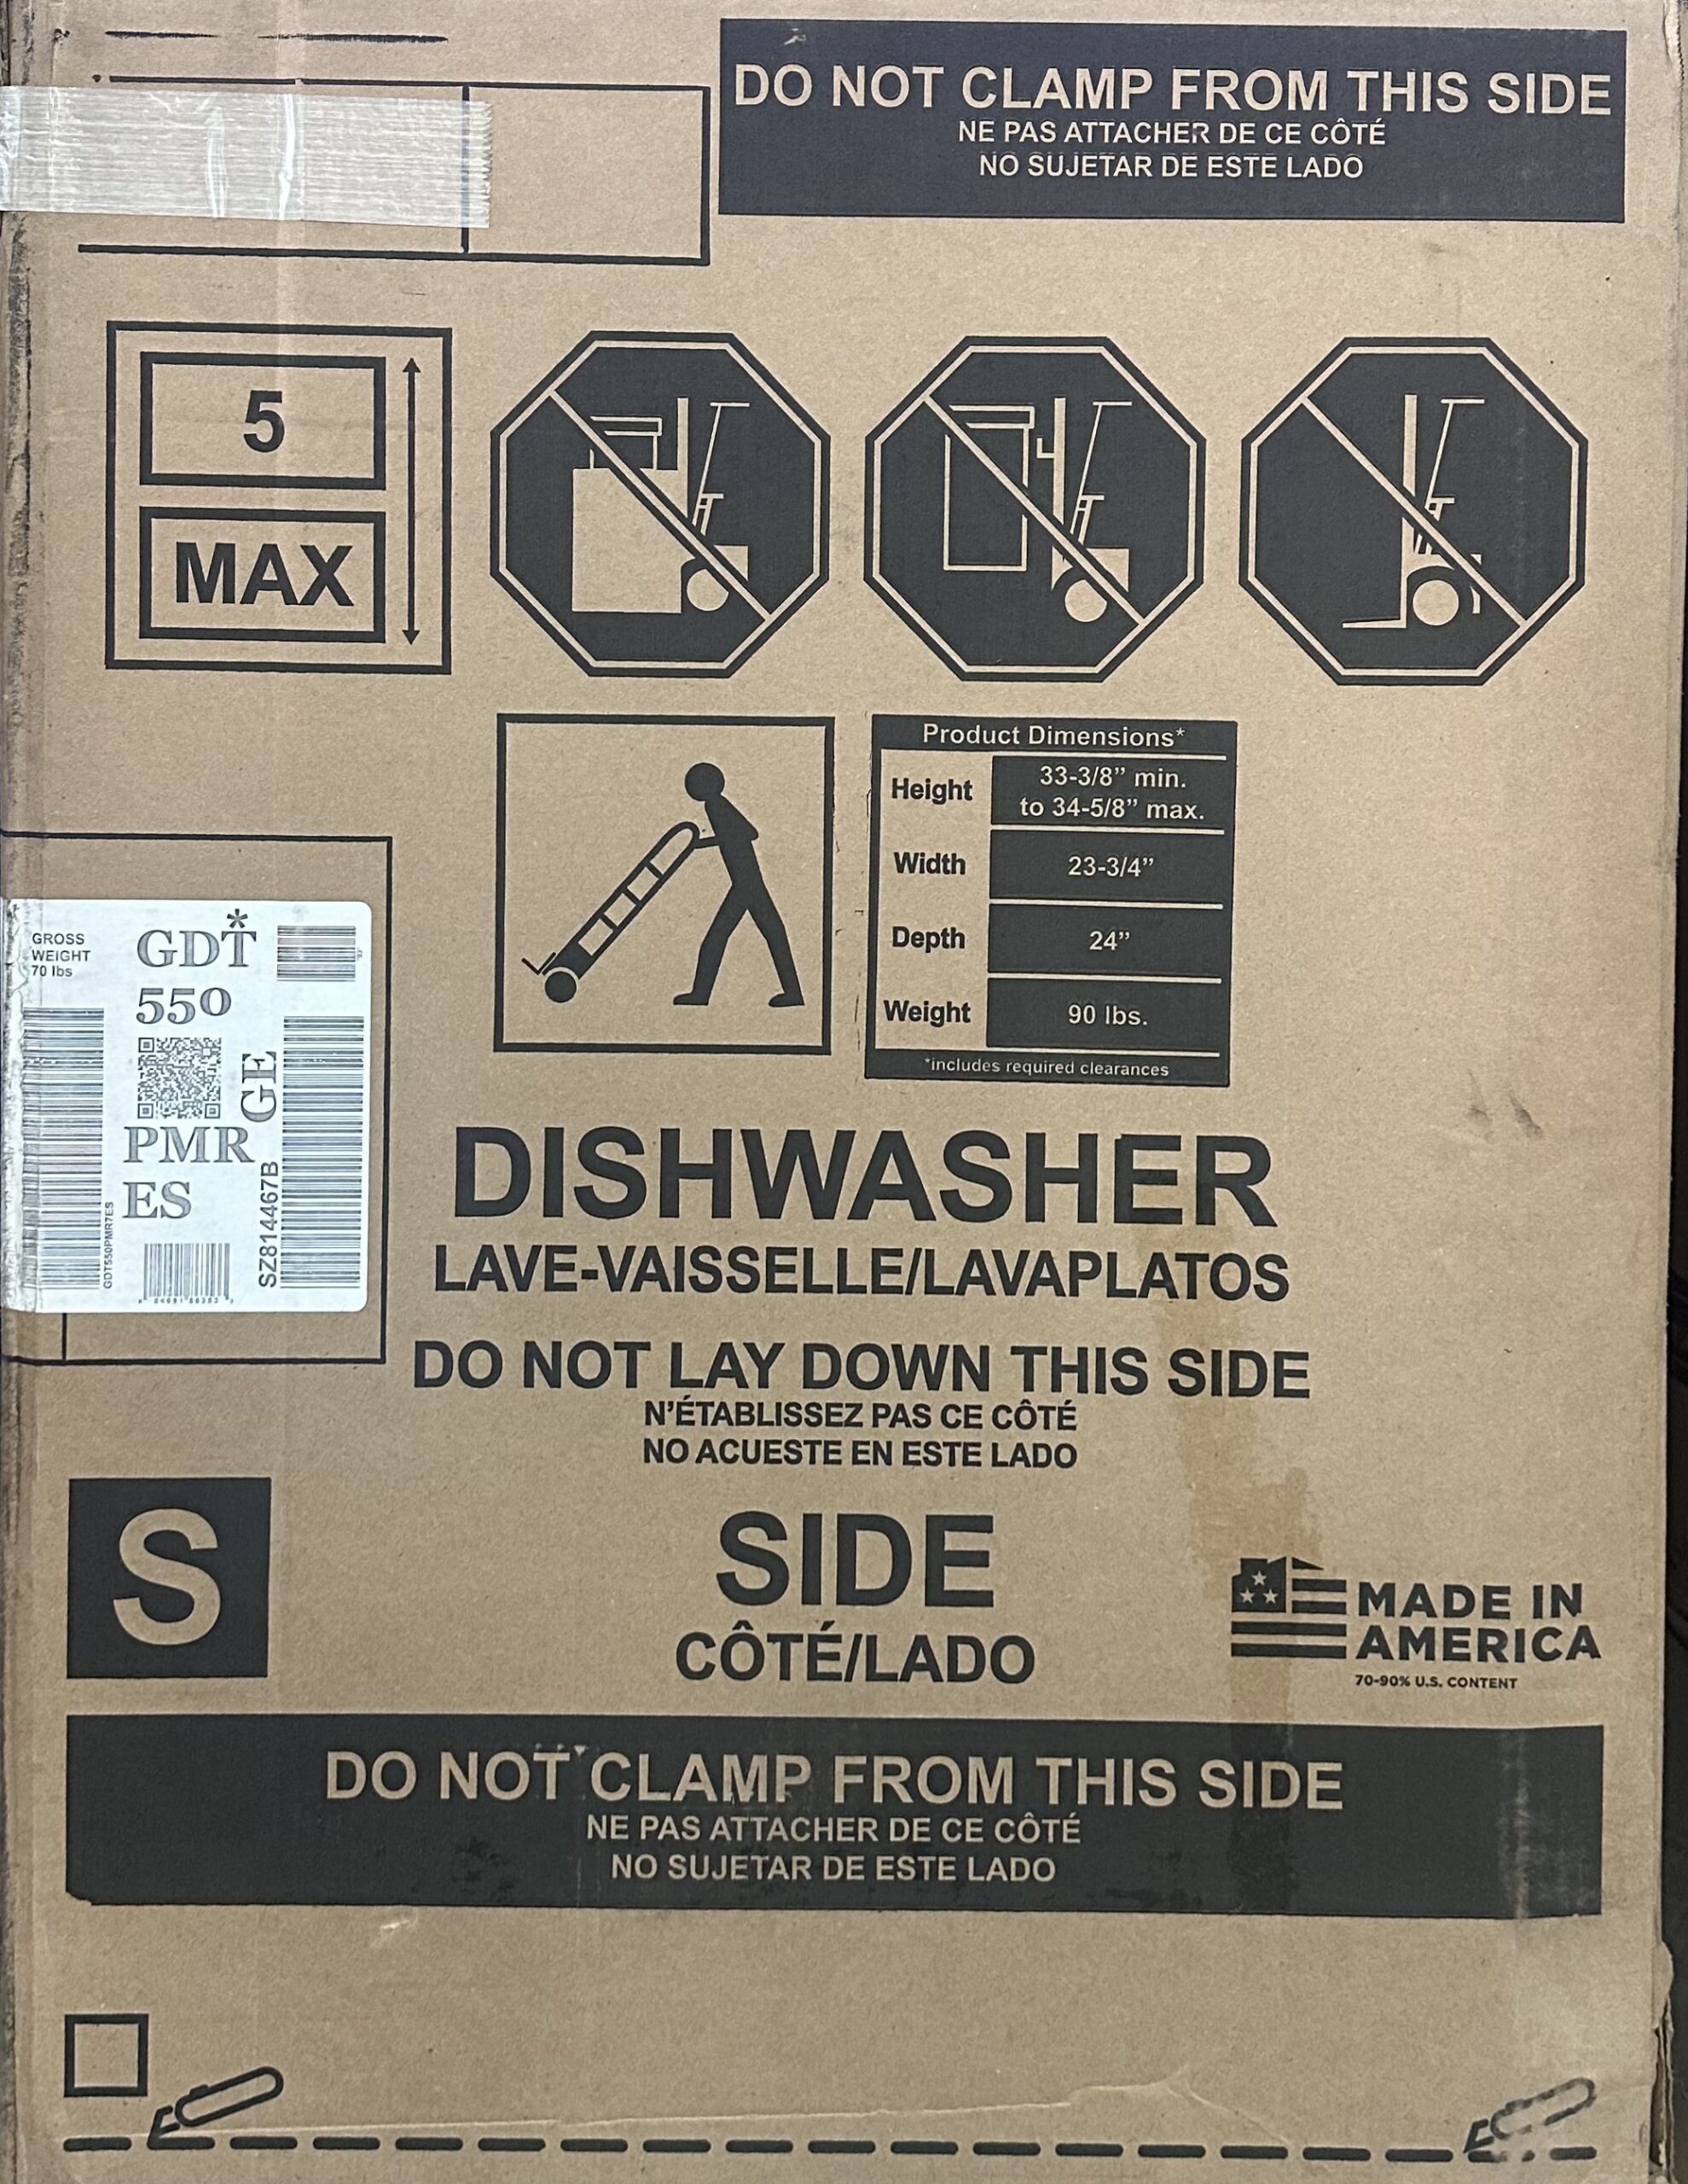 DO NOT CLAMP FROM THIS SIDE
NE PAS ATTACHER DE CE CÔTÉ
NO SUJETAR DE ESTE LADO
5
MAX
Product Dimensions*
Height
33-3/8” min.
to 34-5/8” max.
Width
23-3/4”
Depth
24”
Weight
90 lbs.
*includes required clearances
GROSS
WEIGHT
70 lbs
*
GDT
550
GE
PMR
ES
SZ814467B
GDT550PMR7ES
DISHWASHER
LAVE-VAISSELLE/LAVAPLATOS
DO NOT LAY DOWN THIS SIDE
N’ÉTABLISSEZ PAS CE CÔTÉ
NO ACUESTE EN ESTE LADO
S
SIDE
CÔTÉ/LADO
MADE IN
AMERICA
70-90% U.S. CONTENT
DO NOT CLAMP FROM THIS SIDE
NE PAS ATTACHER DE CE CÔTÉ
NO SUJETAR DE ESTE LADO